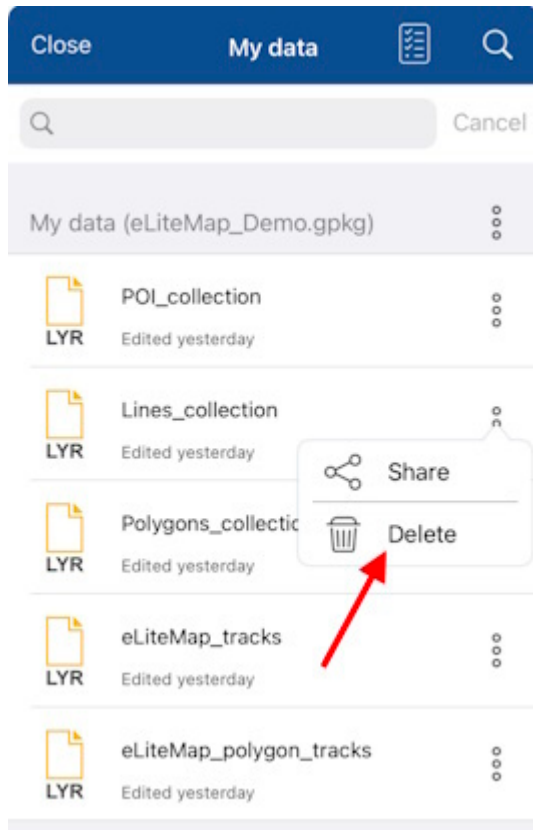 Close My data
Cancel
My data (eLiteMap_Demo.gpkg)
POI_collection
LYR Edited yesterday
Lines_collection
LYR Edited yesterday
Share
Polygons_collectio
Delete
LYR Edited yesterday
eLiteMap_tracks
LYR Edited yesterday
eLiteMap_polygon_tracks
LYR Edited yesterday